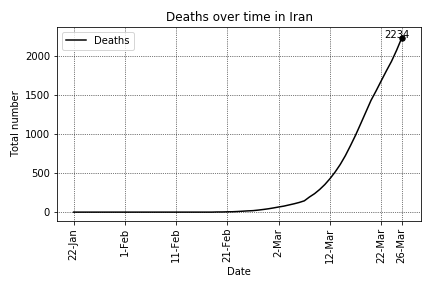 Deaths over time in Iran
Deaths
2234
2000
1500
1000
500
0
Total number
22-Jan
1-Feb
11-Feb
21-Feb
2-Mar
12-Mar
22-Mar
26-Mar
Date